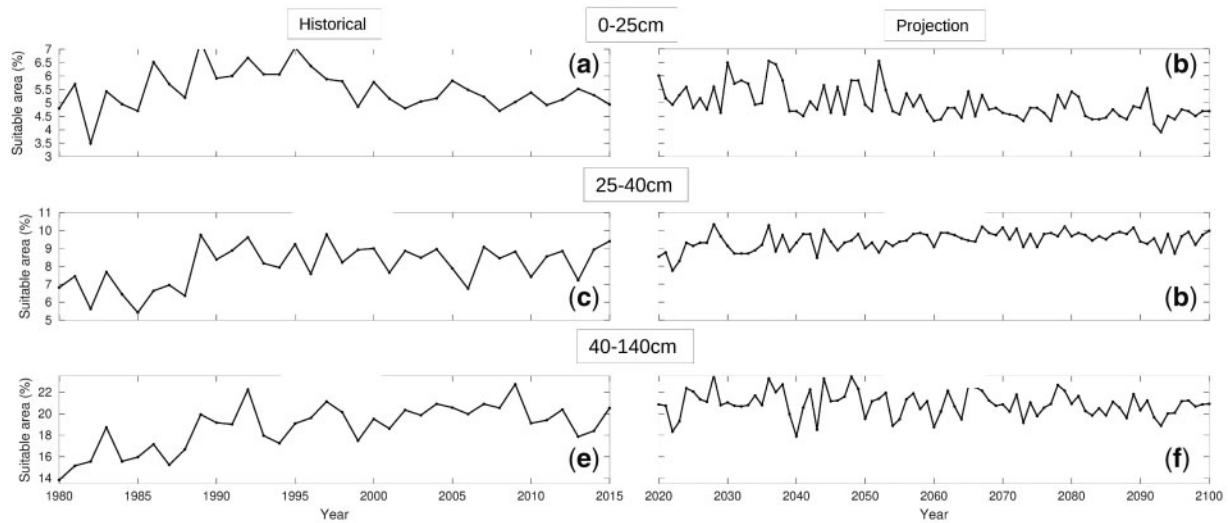 Historical
0-25cm
Projection
Suitable area (%)
7
6.5
6
5.5
5
4.5
4
3.5
3
(a)
(b)
25-40cm
Suitable area (%)
11
10
9
8
7
6
5
(c)
(b)
40-140cm
Suitable area (%)
22
20
18
16
14
(e)
(f)
1980 1985 1990 1995 2000 2005 2010 2015
2020 2030 2040 2050 2060 2070 2080 2090 2100
Year
Year